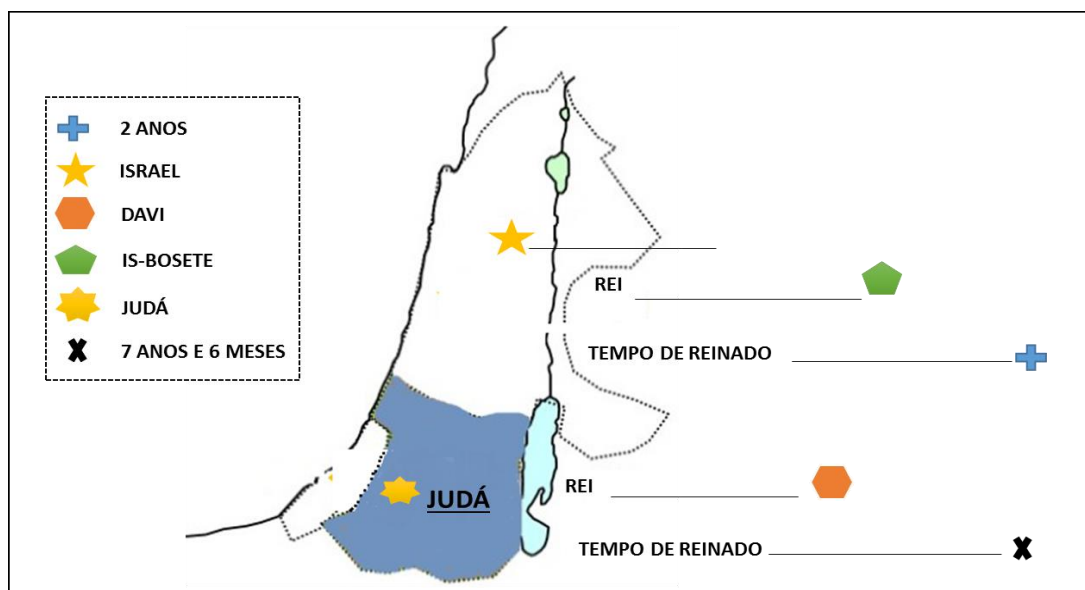 2 ANOS
ISRAEL
DAVI
IS-BOSETE
JUDÁ
7 ANOS E 6 MESES
REI
TEMPO DE REINADO
JUDÁ
REI
TEMPO DE REINADO